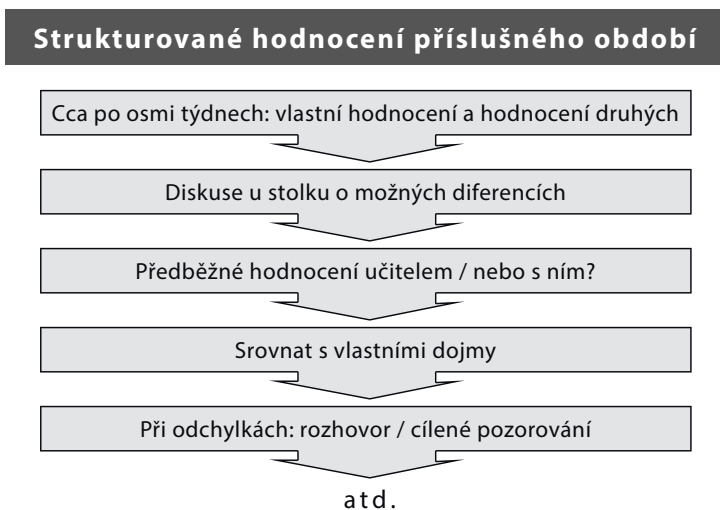 Strukturované hodnocení příslušného období
Cca po osmi týdnech: vlastní hodnocení a hodnocení druhých
Diskuse u stolku o možných diferencích
Předběžné hodnocení učitelem / nebo s ním?
Srovnat s vlastními dojmy
Při odchylkách: rozhovor / cílené pozorování
atd.